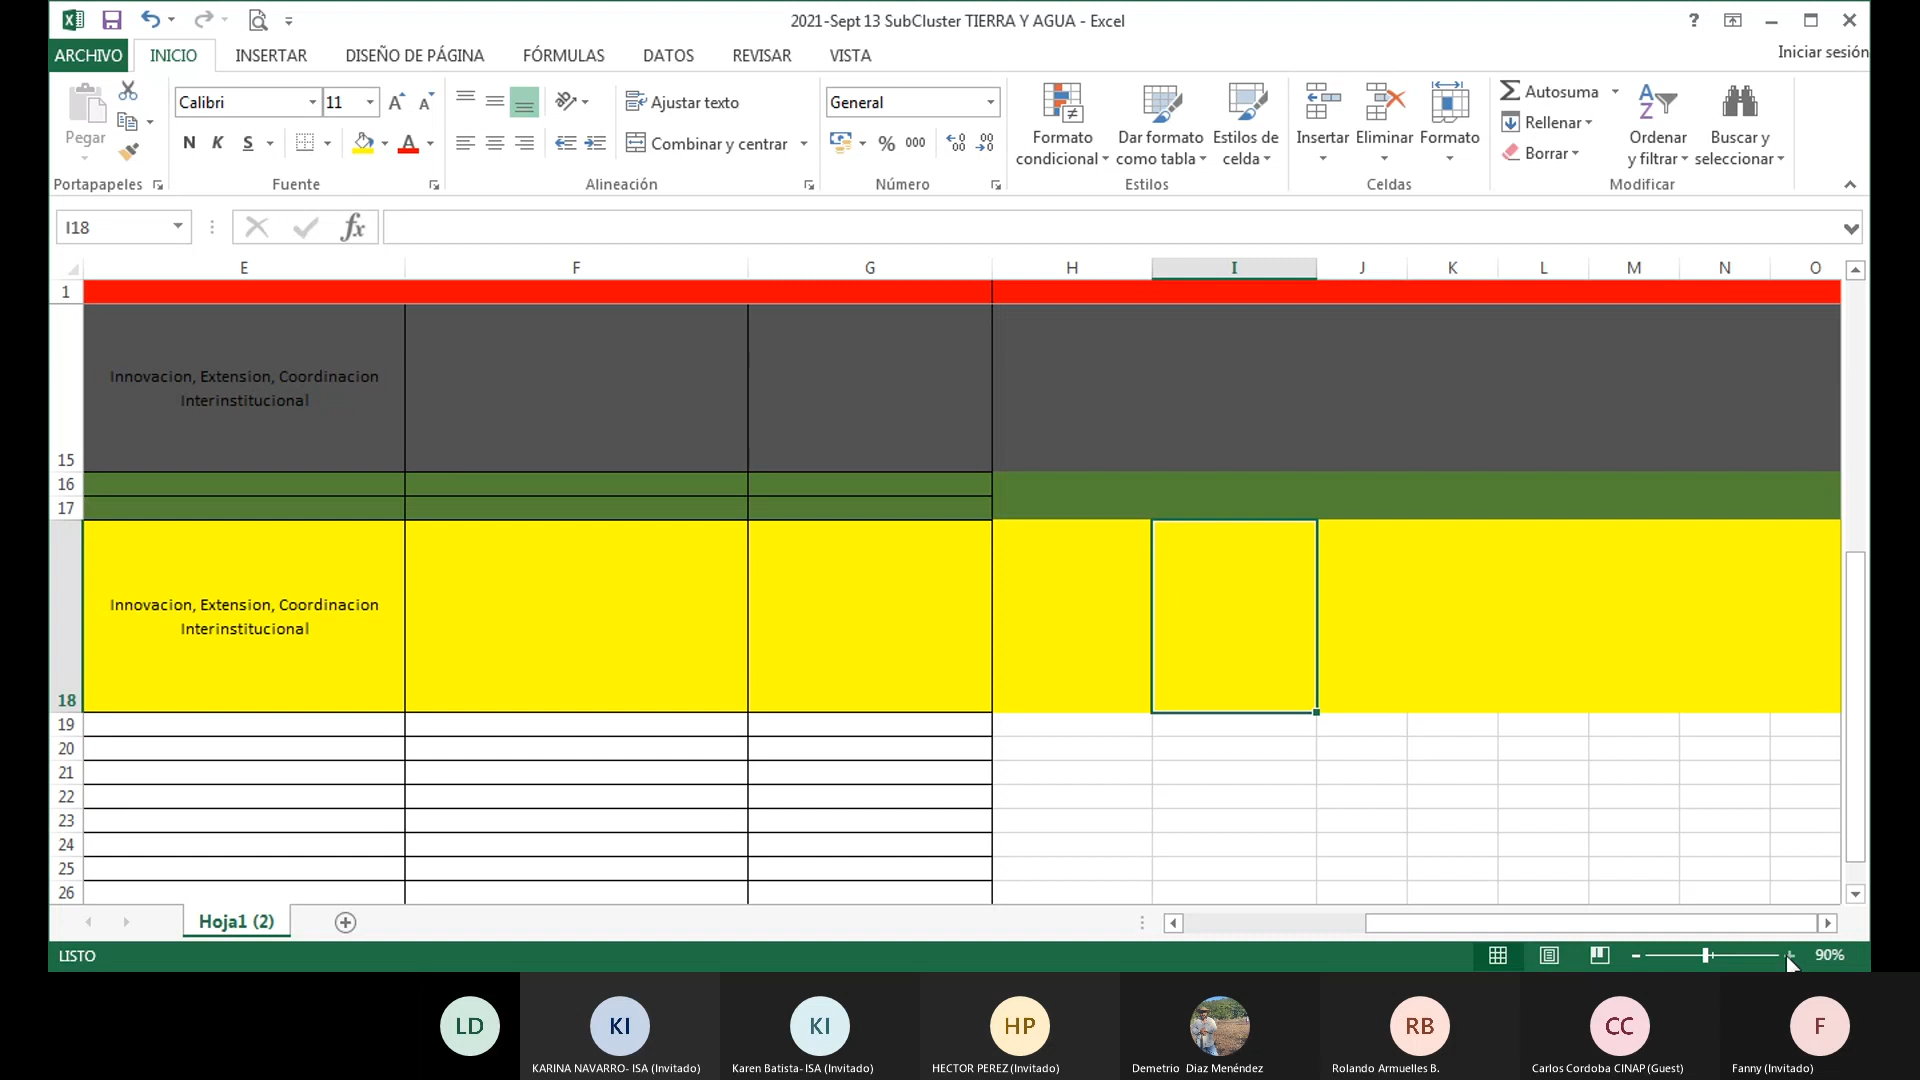 2021-Sept 13 SubCluster TIERRA Y AGUA - Excel
?
ARCHIVO INICIO INSERTAR DISEÑO DE PÁGINA FÓRMULAS DATOS REVISAR VISTA Iniciar sesión
Pegar
Portapapeles
Calibri 11
N K S
Fuente
Ajustar texto
Combinar y centrar
Alineación
General
% 000
Número
Formato condicional
Dar formato como tabla
Estilos de celda
Estilos
Insertar
Eliminar
Formato
Celdas
Autosuma
Rellenar
Borrar
Ordenar y filtrar
Buscar y seleccionar
Modificar
I18
fx
E F G H I J K L M N O
1
Innovacion, Extension, Coordinacion
Interinstitucional
15
16
17
Innovacion, Extension, Coordinacion
Interinstitucional
18
19
20
21
22
23
24
25
26
Hoja1 (2)
LISTO
90%
LD KI KI HP RB CC F
KARINA NAVARRO- ISA (Invitado)
Karen Batista- ISA (Invitado)
HECTOR PEREZ (Invitado)
Demetrio Diaz Menéndez
Rolando Armuelles B.
Carlos Cordoba CINAP (Guest)
Fanny (Invitado)